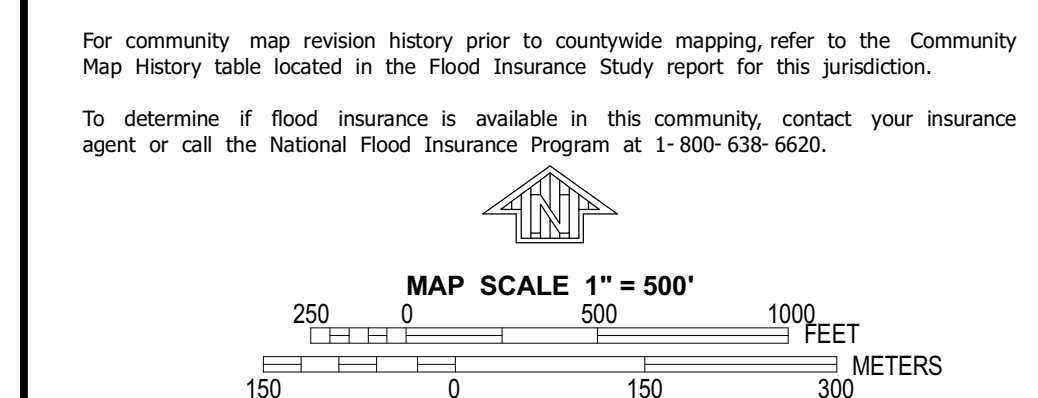 For community map revision history prior to countywide mapping, refer to the Community
Map History table located in the Flood Insurance Study report for this jurisdiction.
To determine if flood insurance is available in this community, contact your insurance
agent or call the National Flood Insurance Program at 1- 800- 638- 6620.
N
MAP SCALE 1" = 500'
250 0 500 1000
FEET
METERS
150 0 150 300